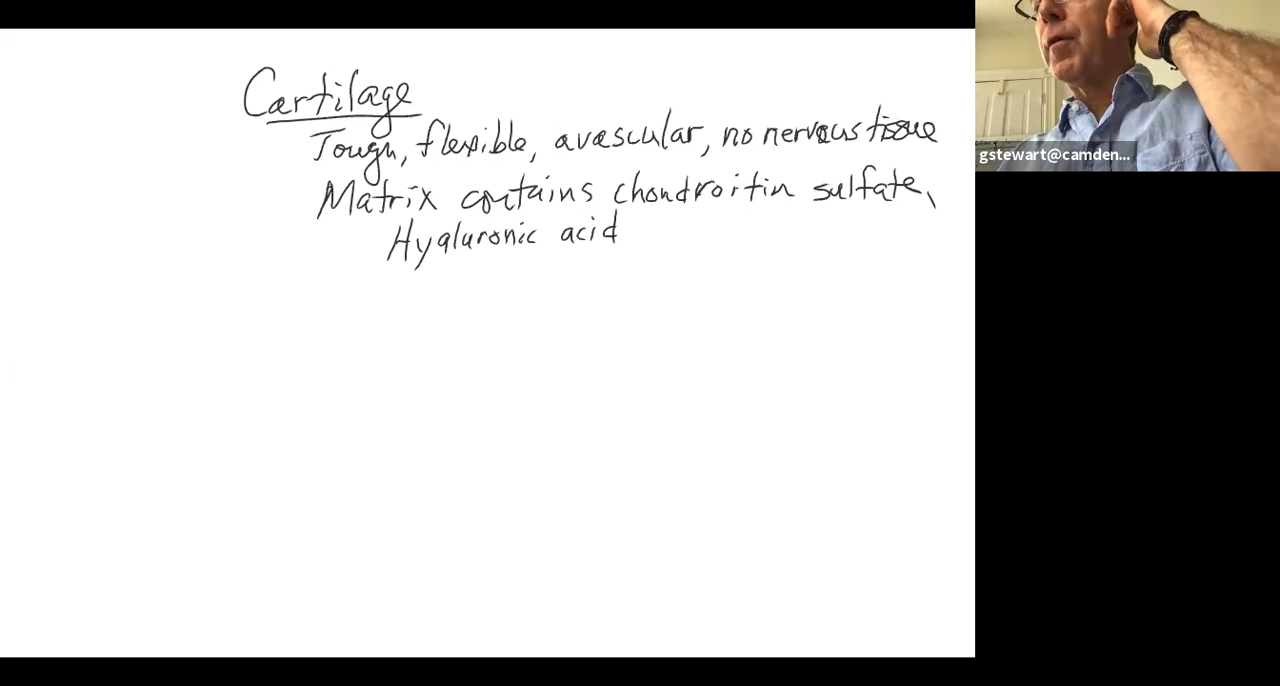 Cartilage
Tough, flexible, avascular, no nervous tissue
Matrix contains chondroitin sulfate,
Hyaluronic acid
gstewart@camden...